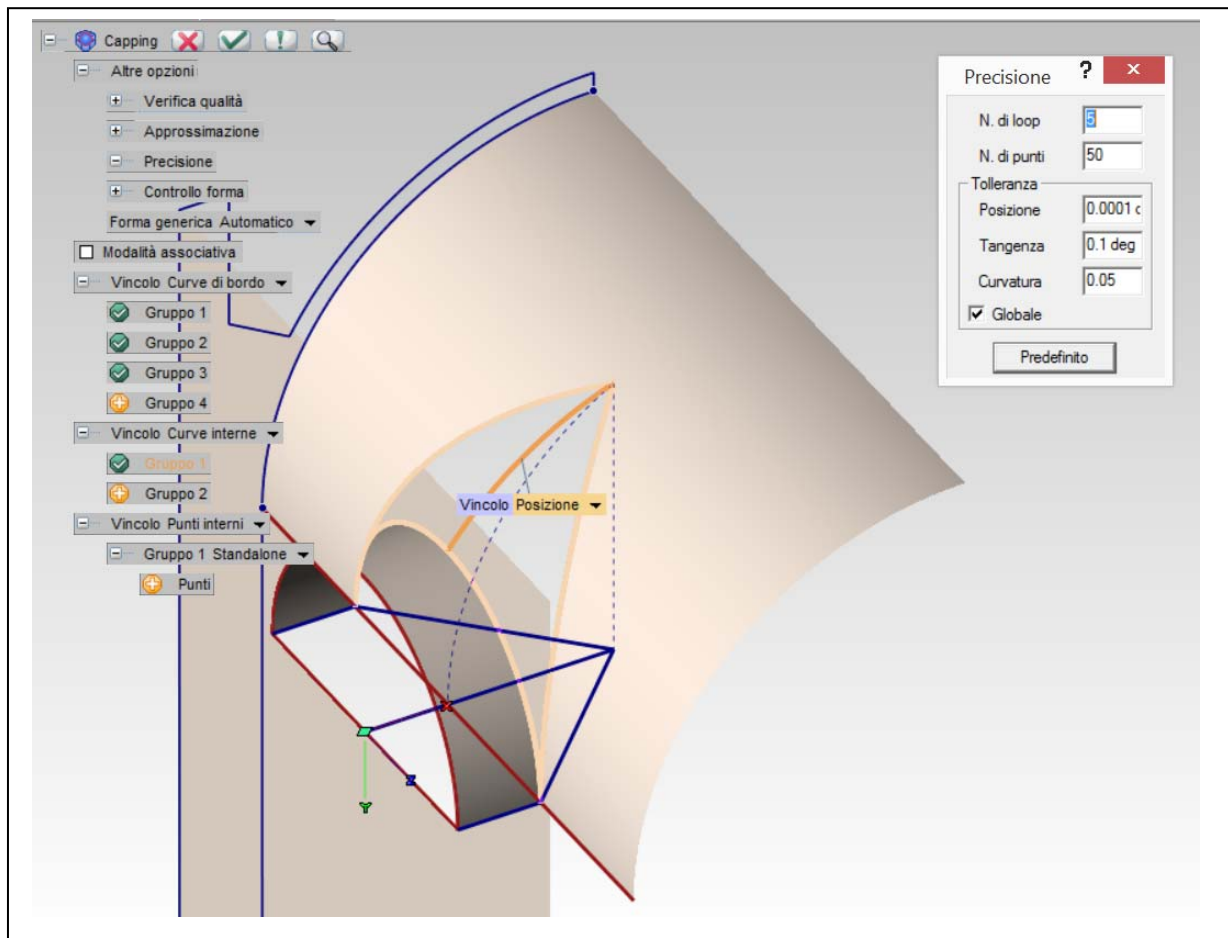 Capping
Altre opzioni
Verifica qualità
Approssimazione
Precisione
Controllo forma
Forma generica Automatico
Modalità associativa
Vincolo Curve di bordo
Gruppo 1
Gruppo 2
Gruppo 3
Gruppo 4
Vincolo Curve interne
Gruppo 1
Gruppo 2
Vincolo Punti interni
Gruppo 1 Standalone
Punti
Vincolo Posizione
X
Z
Y
Precisione ?
N. di loop 5
N. di punti 50
Tolleranza
Posizione 0.0001 c
Tangenza 0.1 deg
Curvatura 0.05
Globale
Predefinito